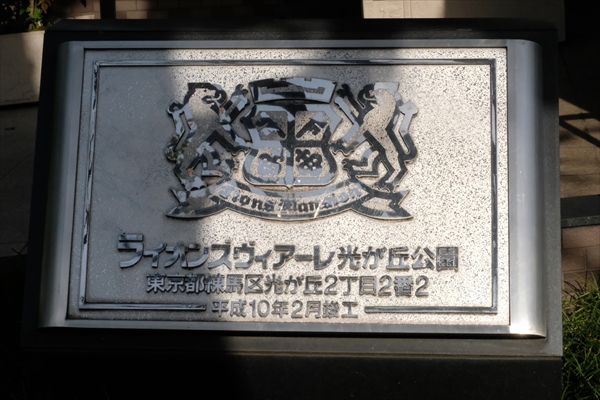 Lions Mansion
ライオンズヴィアーレ光が丘公園
東京都練馬区光が丘2丁目2番2
平成10年2月竣工